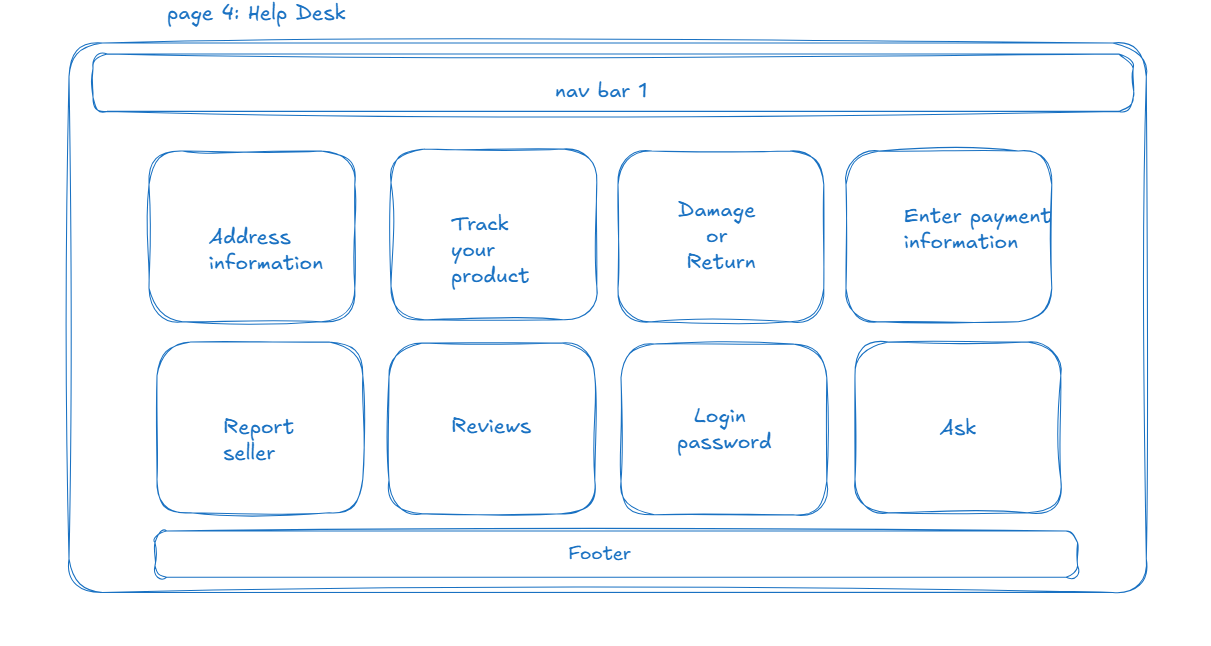 page 4: Help Desk
nav bar 1
Address
information
Track
your
product
Damage
or
Return
Enter payment
information
Report
seller
Reviews
Login
password
Ask
Footer